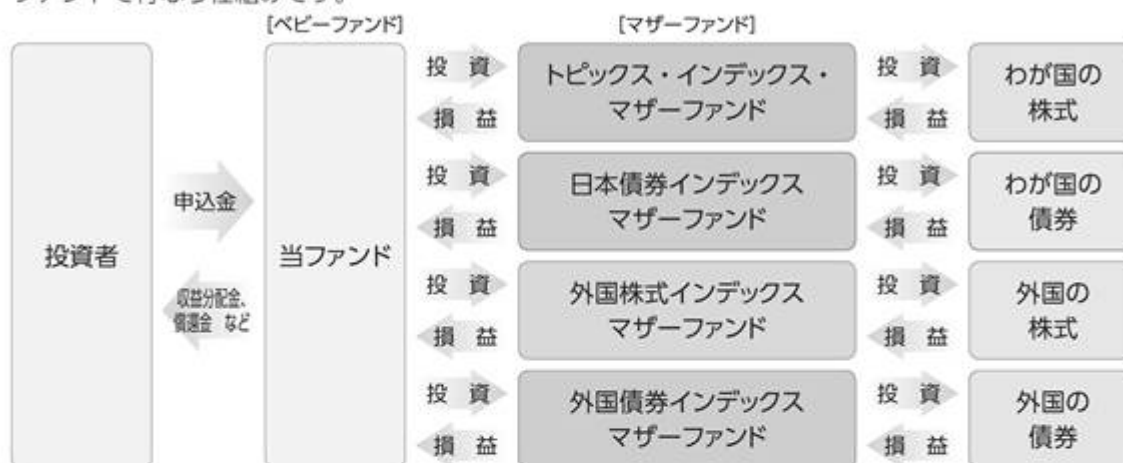 [ベビーファンド]
[マザーファンド]
投資者
申込金
収益分配金、
償還金 など
当ファンド
投 資
損 益
トピックス・インデックス・
マザーファンド
投 資
損 益
わが国の
株式
投 資
損 益
日本債券インデックス
マザーファンド
投 資
損 益
わが国の
債券
投 資
損 益
外国株式インデックス
マザーファンド
投 資
損 益
外国の
株式
投 資
損 益
外国債券インデックス
マザーファンド
投 資
損 益
外国の
債券